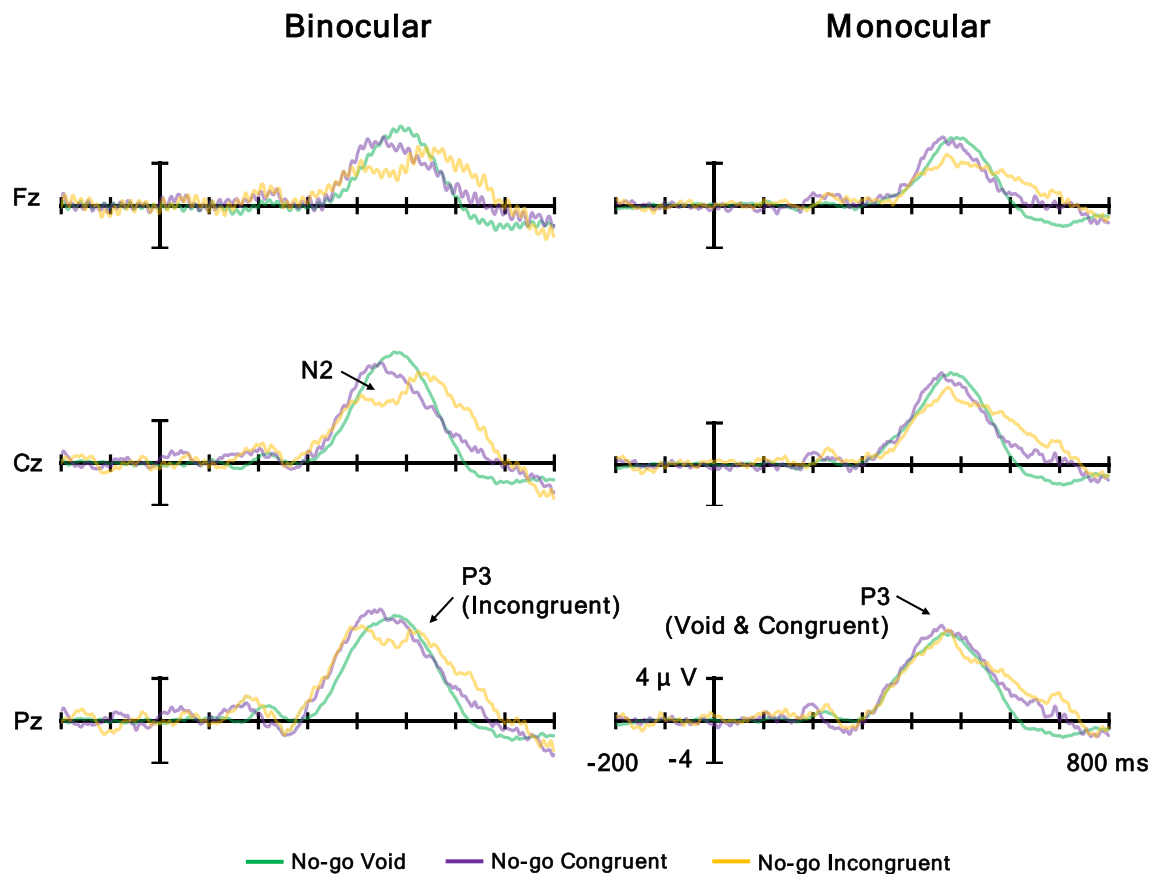 Binocular Monocular
Fz
N2
Cz
P3
(Incongruent)
P3
(Void & Congruent)
4 μ V
Pz
-200 -4 800 ms
No-go Void No-go Congruent No-go Incongruent